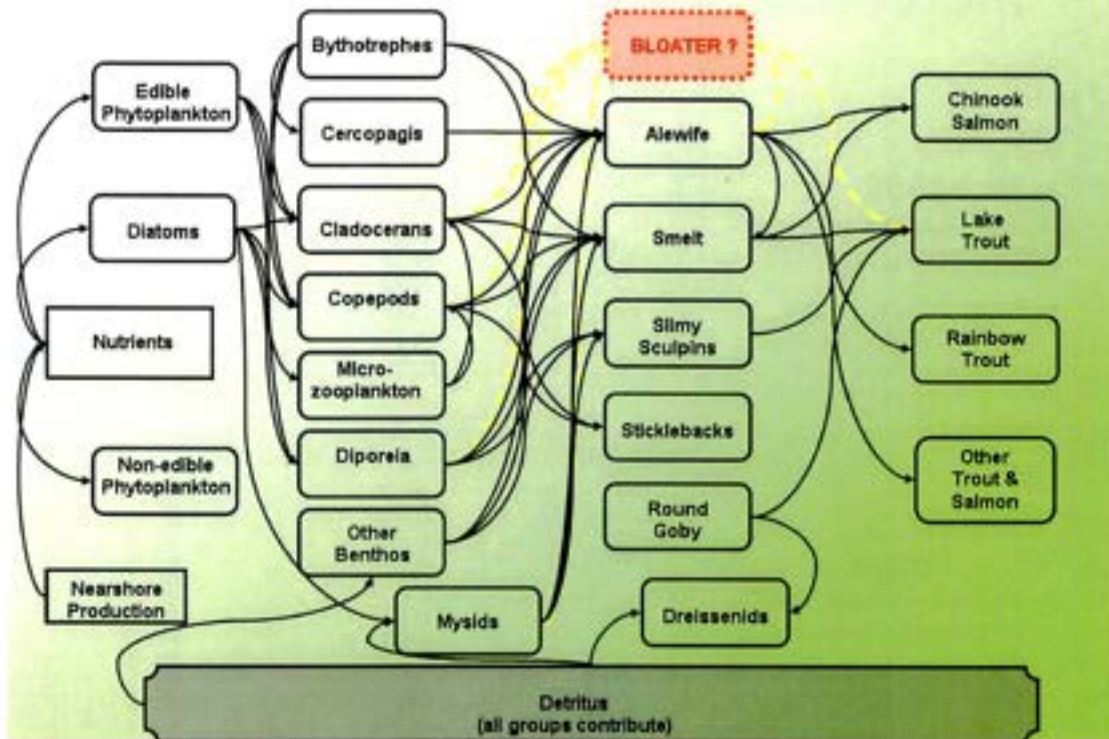 Bythotrephes
BLOATER ?
Edible
Phytoplankton
Chinook
Salmon
Cercopagis
Alewife
Diatoms
Cladocerans
Smelt
Lake
Trout
Copepods
Nutrients
Slimy
Sculpins
Rainbow
Trout
Micro-
zooplankton
Sticklebacks
Diporeia
Non-edible
Phytoplankton
Other
Trout &
Salmon
Round
Goby
Other
Benthos
Nearshore
Production
Mysids
Dreissenids
Detritus
(all groups contribute)